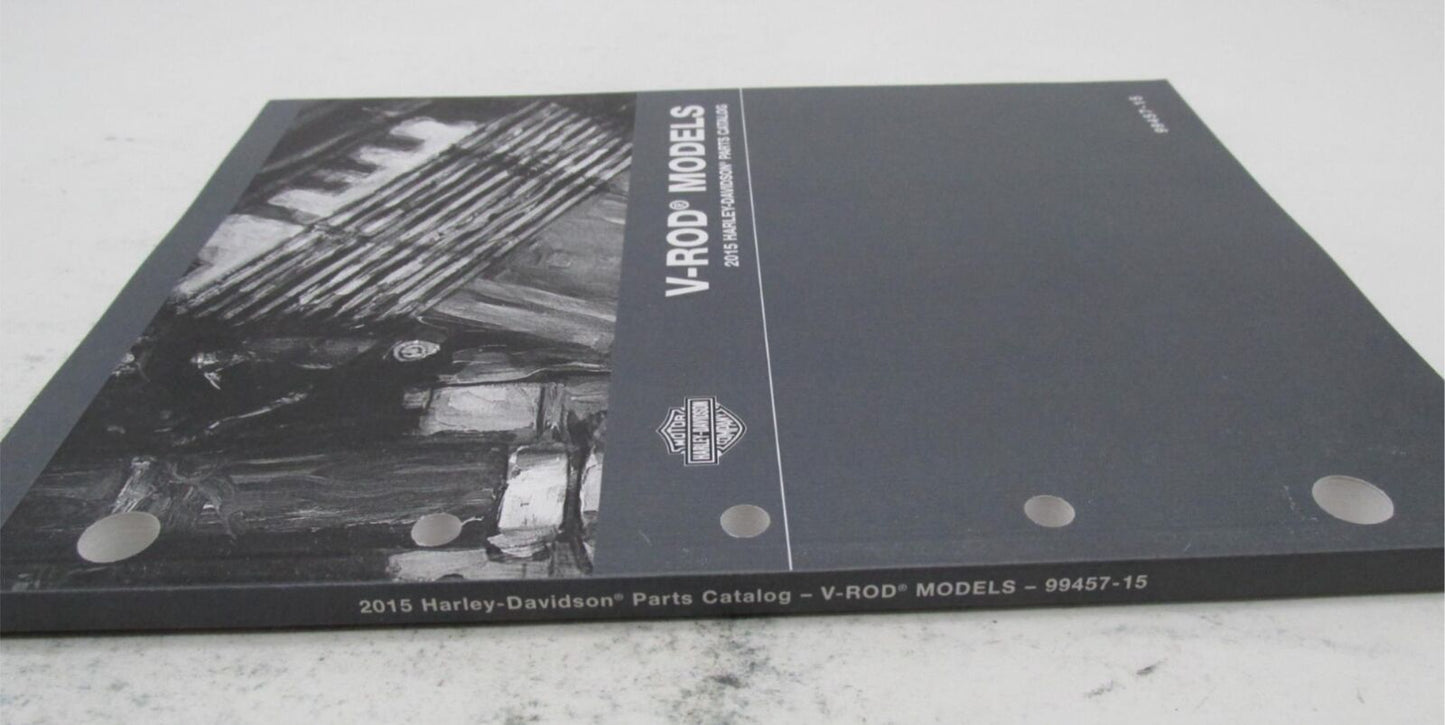 V-ROD® MODELS
2015 HARLEY-DAVIDSON® PARTS CATALOG
MOTOR
HARLEY-DAVIDSON
COMPANY
99457-15
2015 Harley-Davidson® Parts Catalog – V-ROD® MODELS – 99457-15